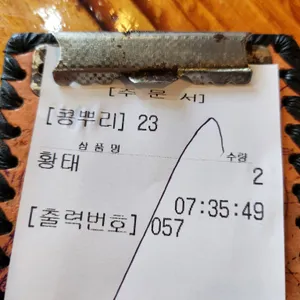 [주 문 서]
[콩뿌리] 23
상품명 수량
황태 2
07:35:49
[출력번호] 057